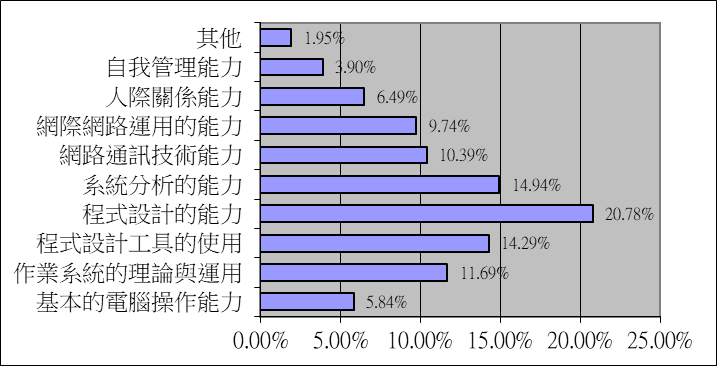 其他 1.95%
自我管理能力 3.90%
人際關係能力 6.49%
網際網路運用的能力 9.74%
網路通訊技術能力 10.39%
系統分析的能力 14.94%
程式設計的能力 20.78%
程式設計工具的使用 14.29%
作業系統的理論與運用 11.69%
基本的電腦操作能力 5.84%
0.00% 5.00% 10.00% 15.00% 20.00% 25.00%